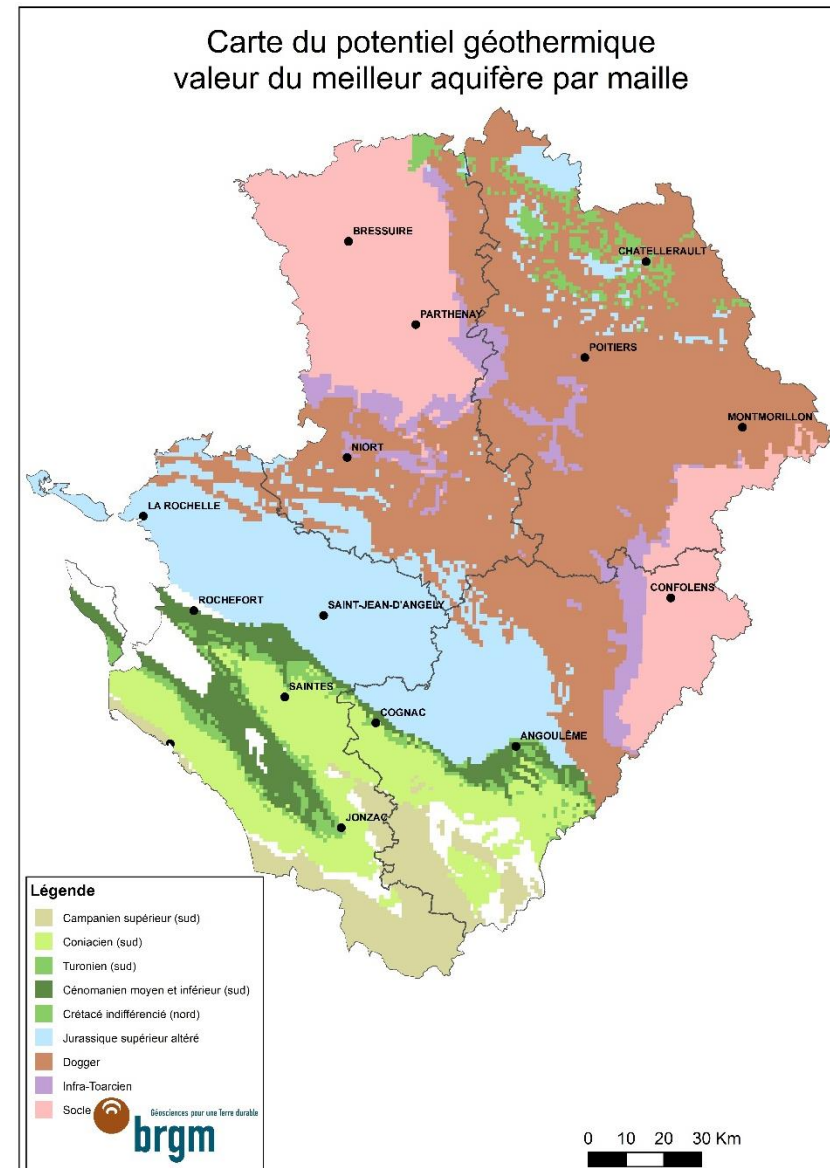 Carte du potentiel géothermique
valeur du meilleur aquifère par maille
BRESSUIRE
CHATELLERAULT
PARTHENAY
POITIERS
MONTMORILLON
NIORT
LA ROCHELLE
CONFOLENS
ROCHEFORT
SAINT-JEAN-D'ANGELY
SAINTES
COGNAC
ANGOULÊME
JONZAC
Légende
Campanien supérieur (sud)
Coniacien (sud)
Turonien (sud)
Cénomanien moyen et inférieur (sud)
Crétacé indifférencié (nord)
Jurassique supérieur altéré
Dogger
Infra-Toarcien
Socle
Géosciences pour une Terre durable
brgm
0 10 20 30 Km